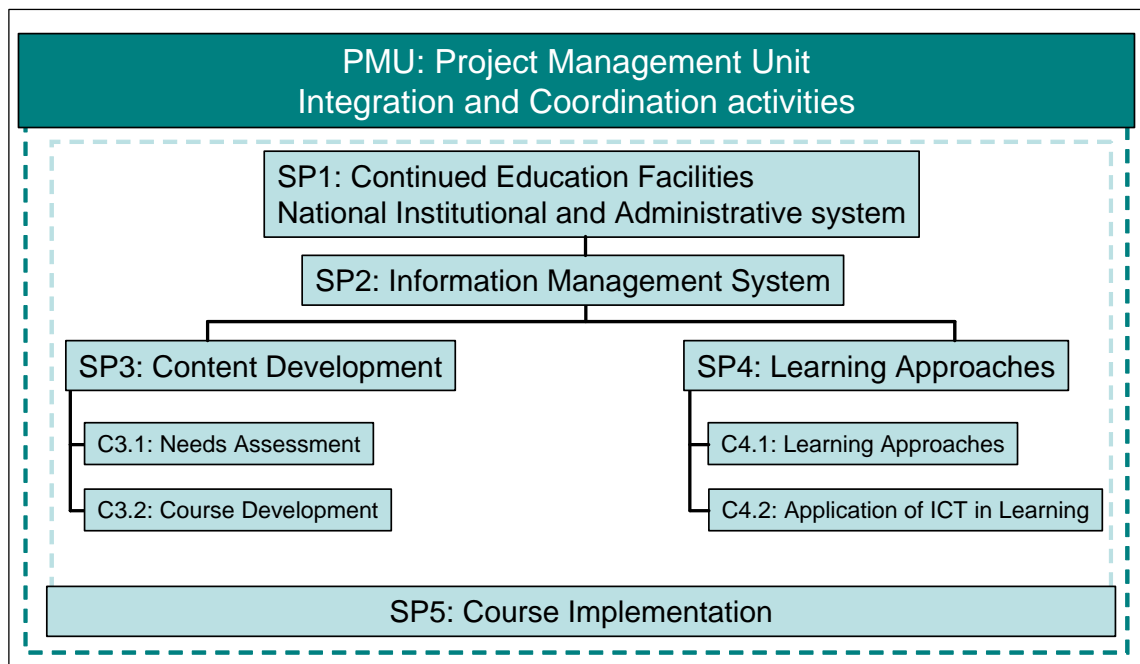 PMU: Project Management Unit
Integration and Coordination activities
SP1: Continued Education Facilities
National Institutional and Administrative system
SP2: Information Management System
SP3: Content Development
SP4: Learning Approaches
C3.1: Needs Assessment
C4.1: Learning Approaches
C3.2: Course Development
C4.2: Application of ICT in Learning
SP5: Course Implementation